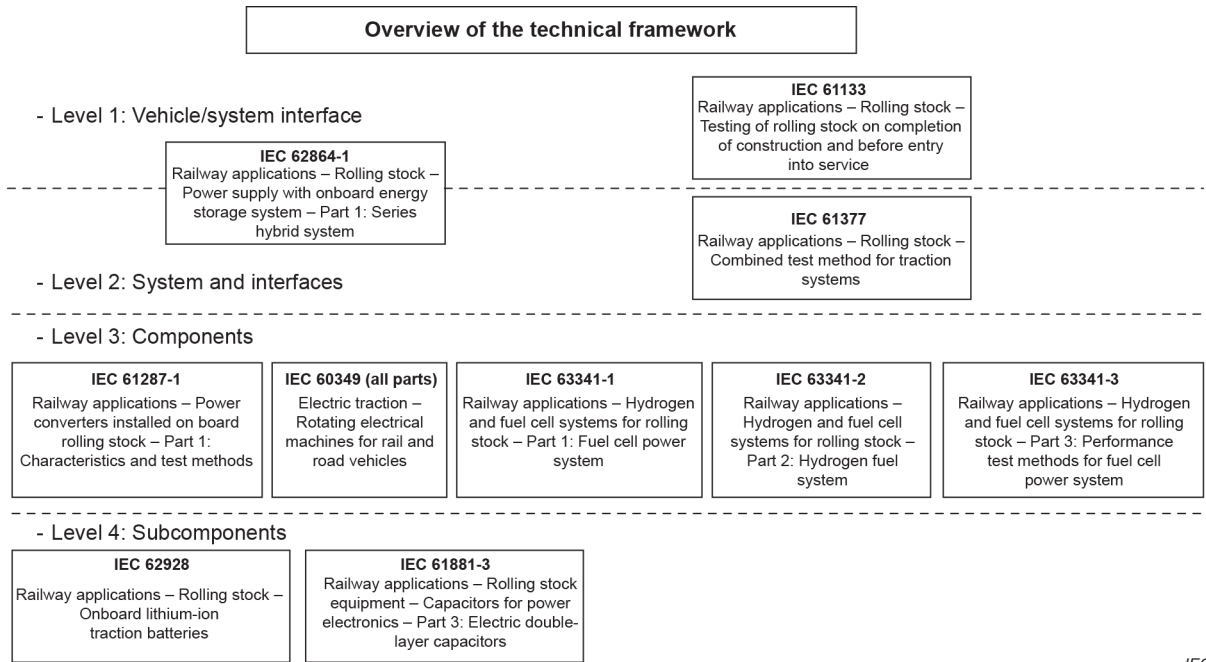 Overview of the technical framework
- Level 1: Vehicle/system interface
IEC 61133
Railway applications – Rolling stock –
Testing of rolling stock on completion
of construction and before entry
into service
IEC 62864-1
Railway applications – Rolling stock –
Power supply with onboard energy
storage system – Part 1: Series
hybrid system
IEC 61377
Railway applications – Rolling stock –
Combined test method for traction
systems
- Level 2: System and interfaces
- Level 3: Components
IEC 61287-1
Railway applications – Power
converters installed on board
rolling stock – Part 1:
Characteristics and test methods
IEC 60349 (all parts)
Electric traction –
Rotating electrical
machines for rail and
road vehicles
IEC 63341-1
Railway applications – Hydrogen
and fuel cell systems for rolling
stock – Part 1: Fuel cell power
system
IEC 63341-2
Railway applications –
Hydrogen and fuel cell
systems for rolling stock –
Part 2: Hydrogen fuel
system
IEC 63341-3
Railway applications – Hydrogen
and fuel cell systems for rolling
stock – Part 3: Performance
test methods for fuel cell
power system
- Level 4: Subcomponents
IEC 62928
Railway applications – Rolling stock –
Onboard lithium-ion
traction batteries
IEC 61881-3
Railway applications – Rolling stock
equipment – Capacitors for power
electronics – Part 3: Electric double-
layer capacitors